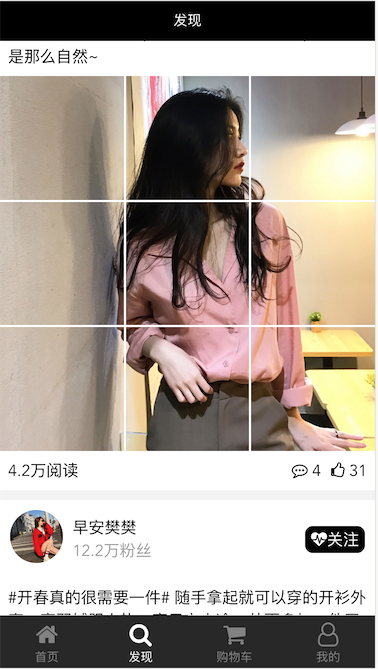 发现
是那么自然~
4.2万阅读
4
31
早安樊樊
12.2万粉丝
关注
#开春真的很需要一件# 随手拿起就可以穿的开衫外
首页
发现
购物车
我的